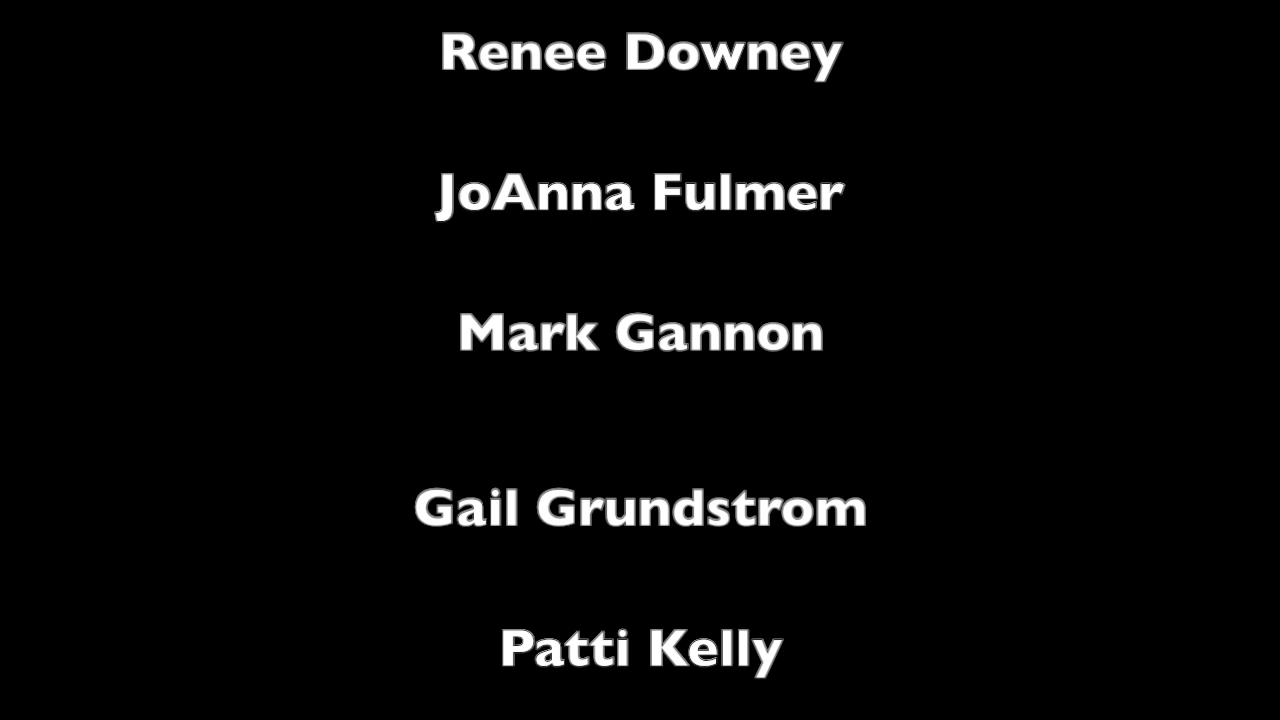 Renee Downey
JoAnna Fulmer
Mark Gannon
Gail Grundstrom
Patti Kelly